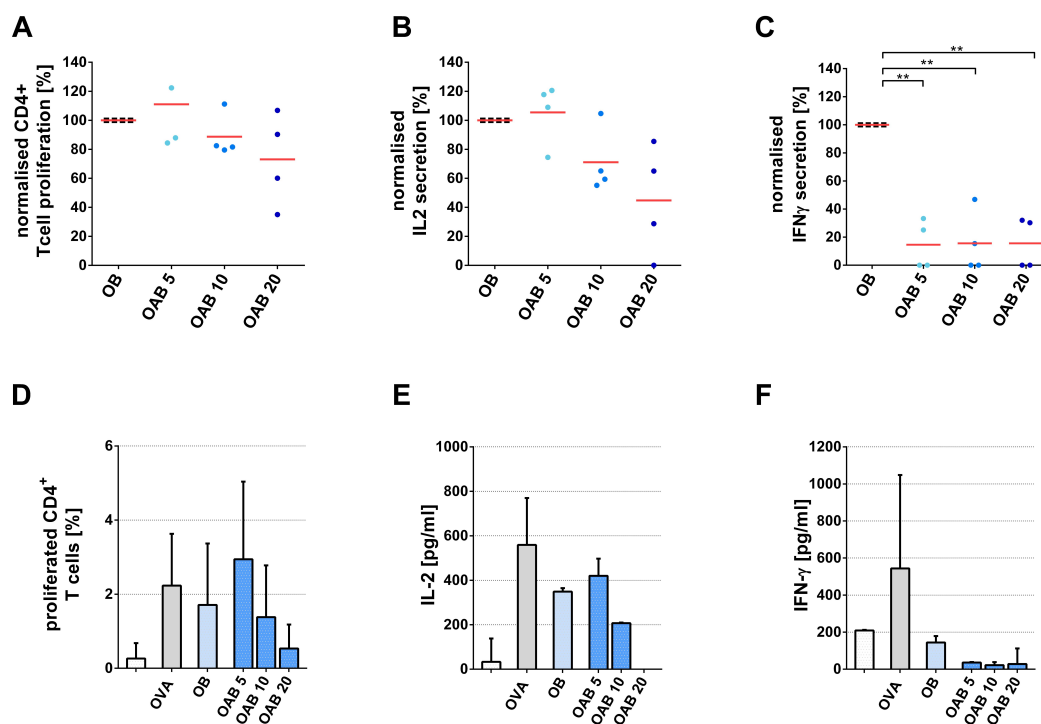 A
normalised CD4+
Tcell proliferation [%]
140
120
100
80
60
40
20
0
OB
OAB 5
OAB 10
OAB 20
B
normalised
IL2 secretion [%]
140
120
100
80
60
40
20
0
OB
OAB 5
OAB 10
OAB 20
C
normalised
IFNγ secretion [%]
**
**
**
140
120
100
80
60
40
20
0
OB
OAB 5
OAB 10
OAB 20
D
proliferated CD4+
T cells [%]
6
4
2
0
OVA
OB
OAB 5
OAB 10
OAB 20
E
IL-2 [pg/ml]
1000
800
600
400
200
0
OVA
OB
OAB 5
OAB 10
OAB 20
F
IFN-γ [pg/ml]
1200
1000
800
600
400
200
0
OVA
OB
OAB 5
OAB 10
OAB 20